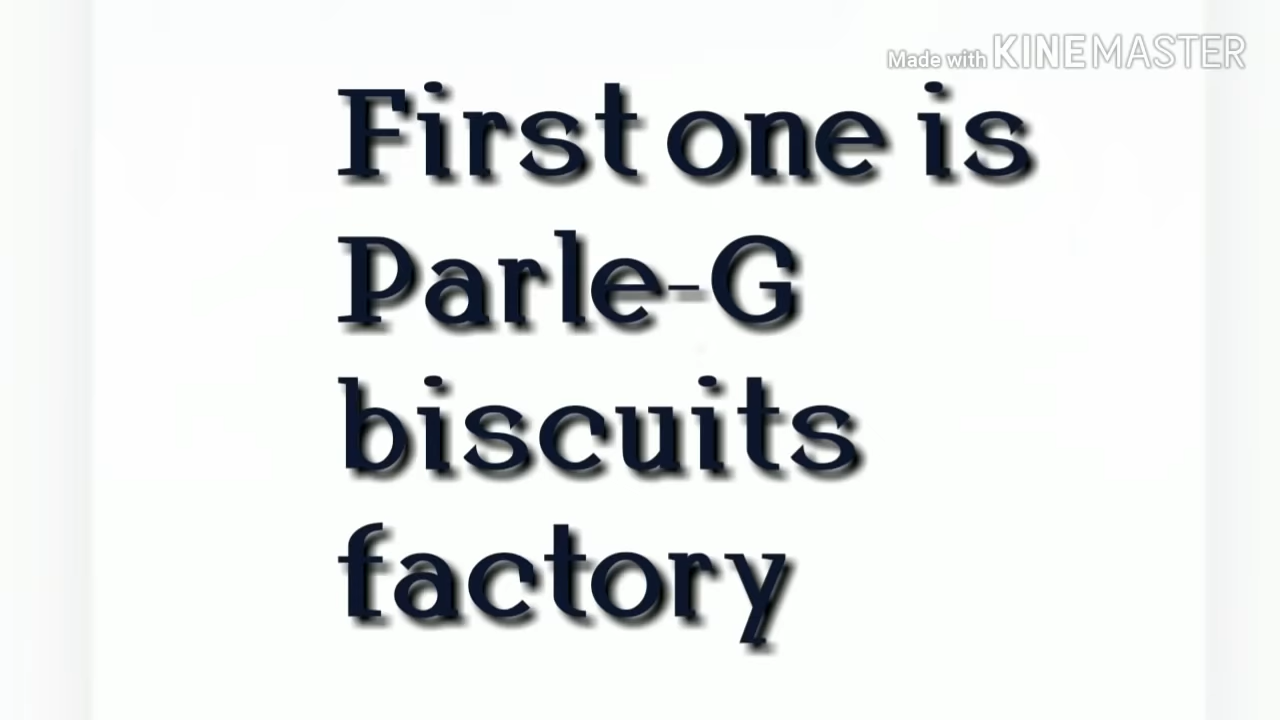 Made with KINEMASTER
First one is
Parle-G
biscuits
factory